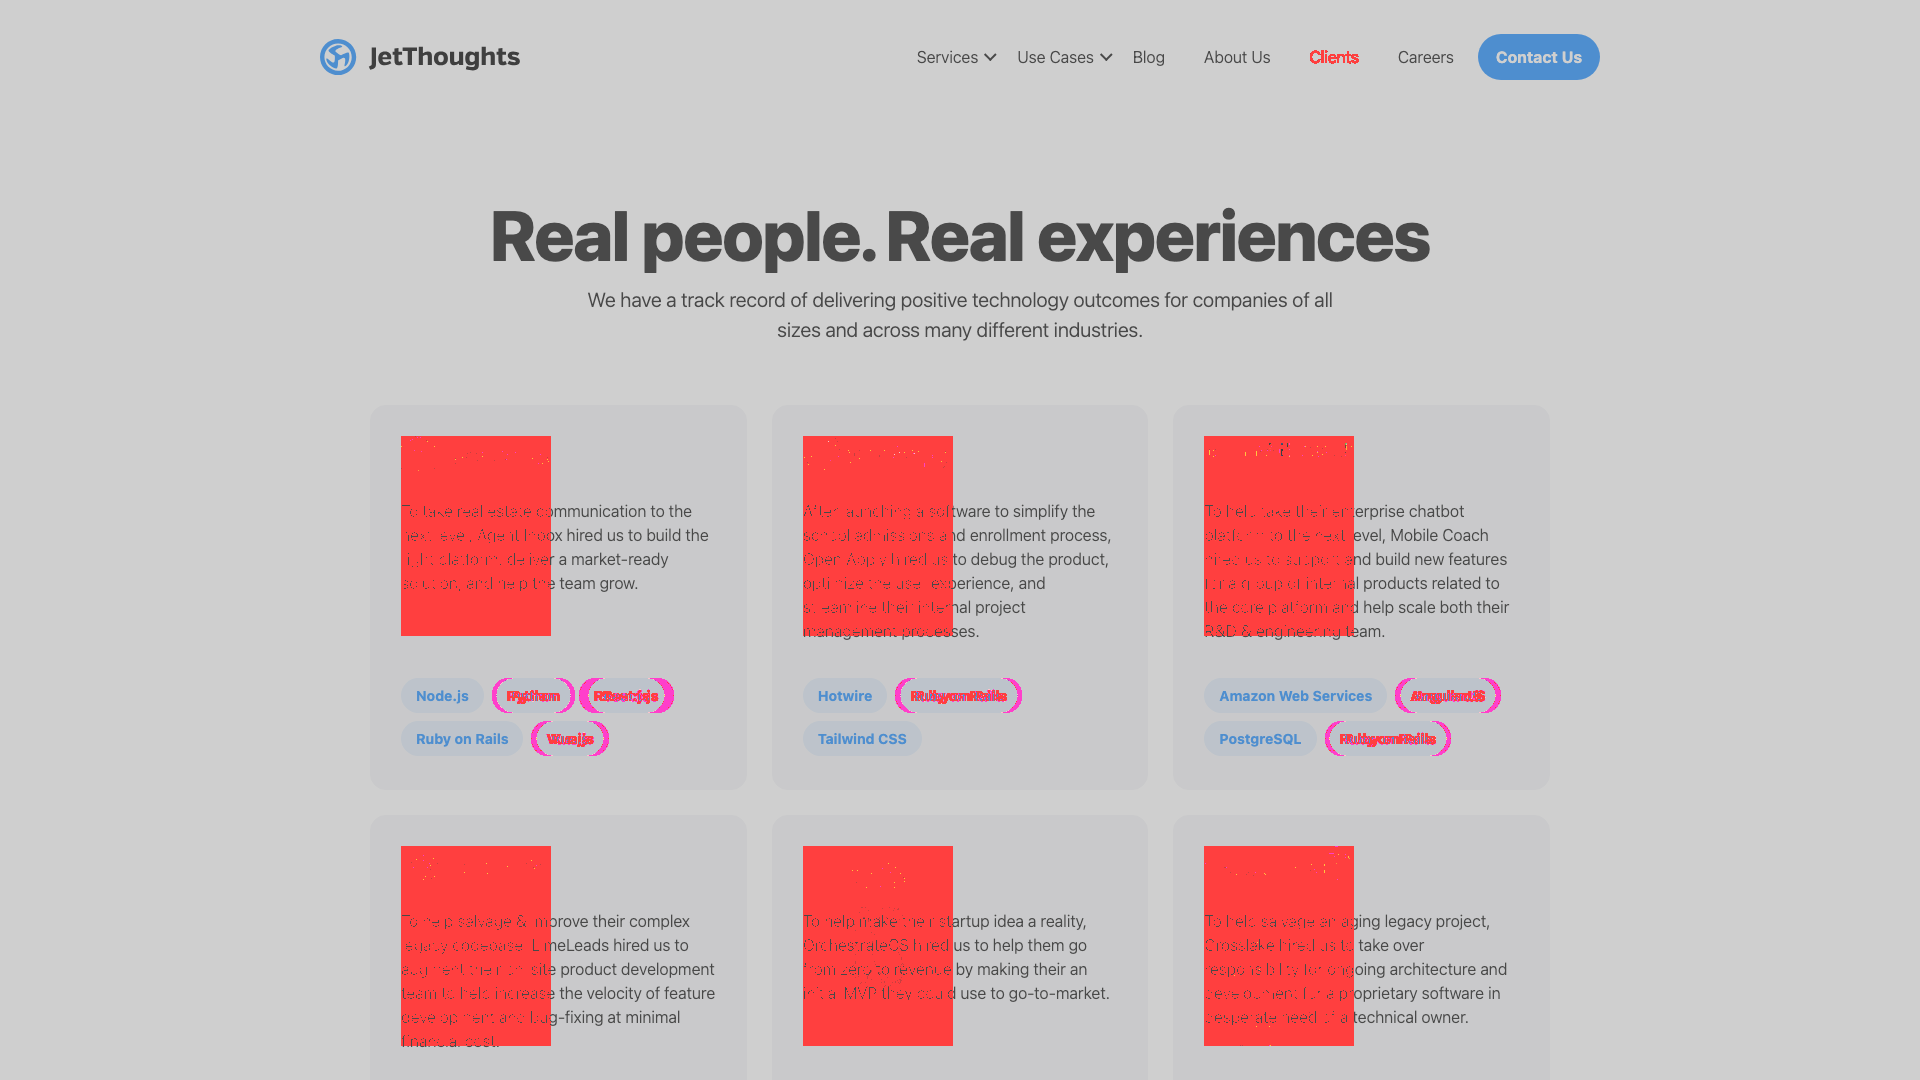 JetThoughts
Services
Use Cases
Blog
About Us
Clients
Careers
Contact Us
Real people. Real experiences
We have a track record of delivering positive technology outcomes for companies of all
sizes and across many different industries.
To take real estate communication to the
next level, Agent Inbox hired us to build the
right platform, deliver a market-ready
solution, and help the team grow.
Node.js
Python
Ruby on Rails
After launching a software to simplify the
school admissions and enrollment process,
Open Apply hired us to debug the product,
optimize the user experience, and
streamline their internal project
management processes.
Hotwire
Ruby on Rails
Tailwind CSS
To help take their enterprise chatbot
platform to the next level, Mobile Coach
hired us to support and build new features
for a group of internal products related to
the core platform and help scale both their
R&D & engineering team.
Amazon Web Services
AngularJS
PostgreSQL
Ruby on Rails
To help salvage & improve their complex
legacy codebase, LimeLeads hired us to
augment their on-site product development
team to help increase the velocity of feature
development and bug-fixing at minimal
financial cost.
To help make their startup idea a reality,
OrchestrateOS hired us to help them go
from zero to revenue by making their an
initial MVP they could use to go-to-market.
To help salvage an aging legacy project,
Crosslake hired us to take over
responsibility for ongoing architecture and
development for a proprietary software in
desperate need of a technical owner.